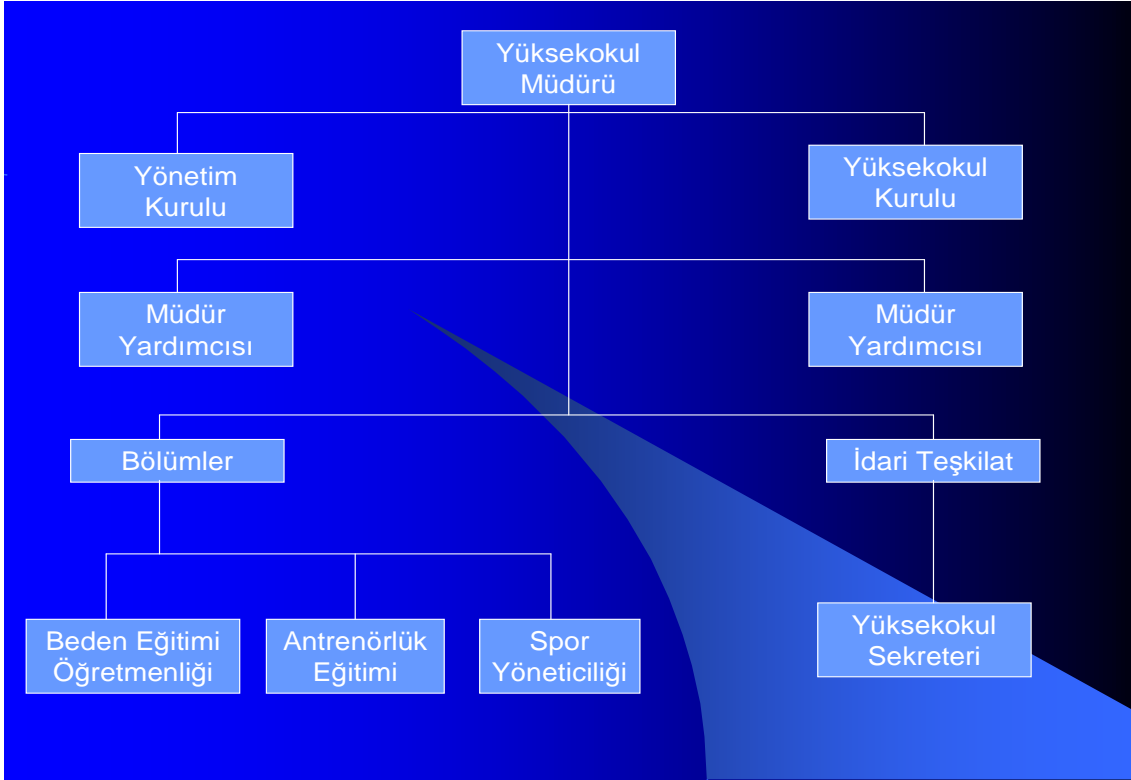 Yüksekokul
Müdürü
Yönetim
Kurulu
Yüksekokul
Kurulu
Müdür
Yardımcısı
Müdür
Yardımcısı
Bölümler
İdari Teşkilat
Beden Eğitimi
Öğretmenliği
Antrenörlük
Eğitimi
Spor
Yöneticiliği
Yüksekokul
Sekreteri